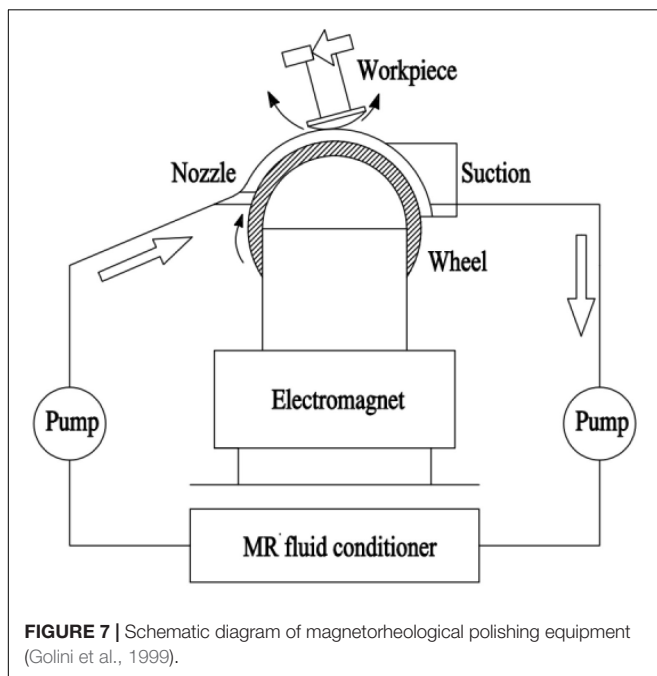 Workpiece
Nozzle
Suction
Wheel
Electromagnet
Pump
Pump
MR fluid conditioner
FIGURE 7 | Schematic diagram of magnetorheological polishing equipment
(Golini et al., 1999).